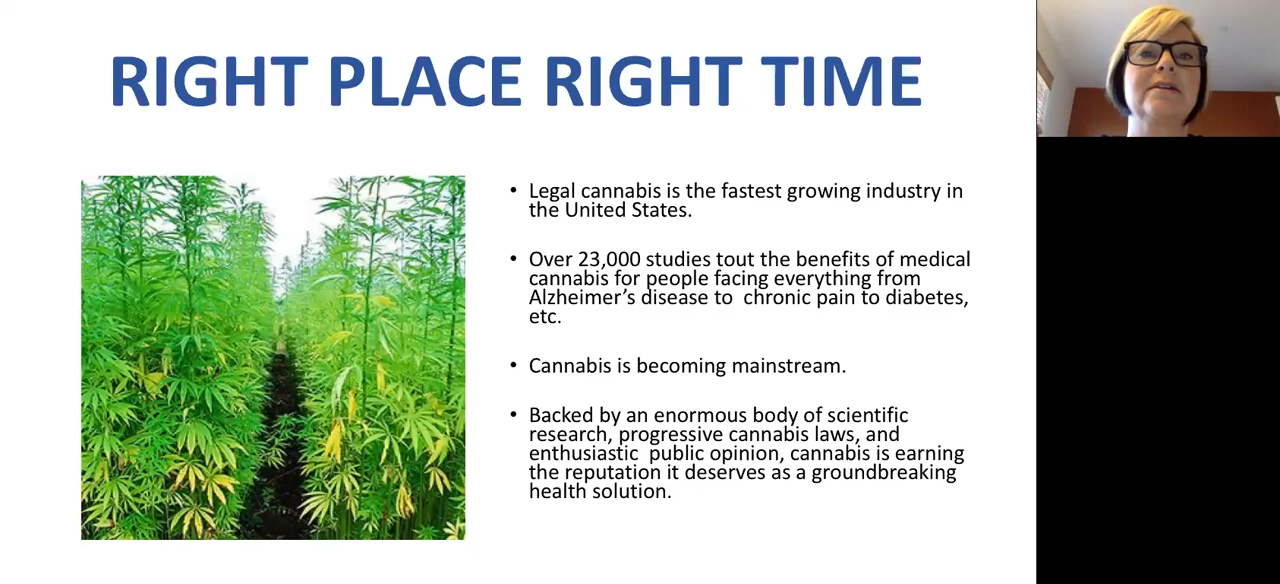 RIGHT PLACE RIGHT TIME
• Legal cannabis is the fastest growing industry in
the United States.
• Over 23,000 studies tout the benefits of medical
cannabis for people facing everything from
Alzheimer’s disease to  chronic pain to diabetes,
etc.
• Cannabis is becoming mainstream.
• Backed by an enormous body of scientific
research, progressive cannabis laws, and
enthusiastic  public opinion, cannabis is earning
the reputation it deserves as a groundbreaking
health solution.